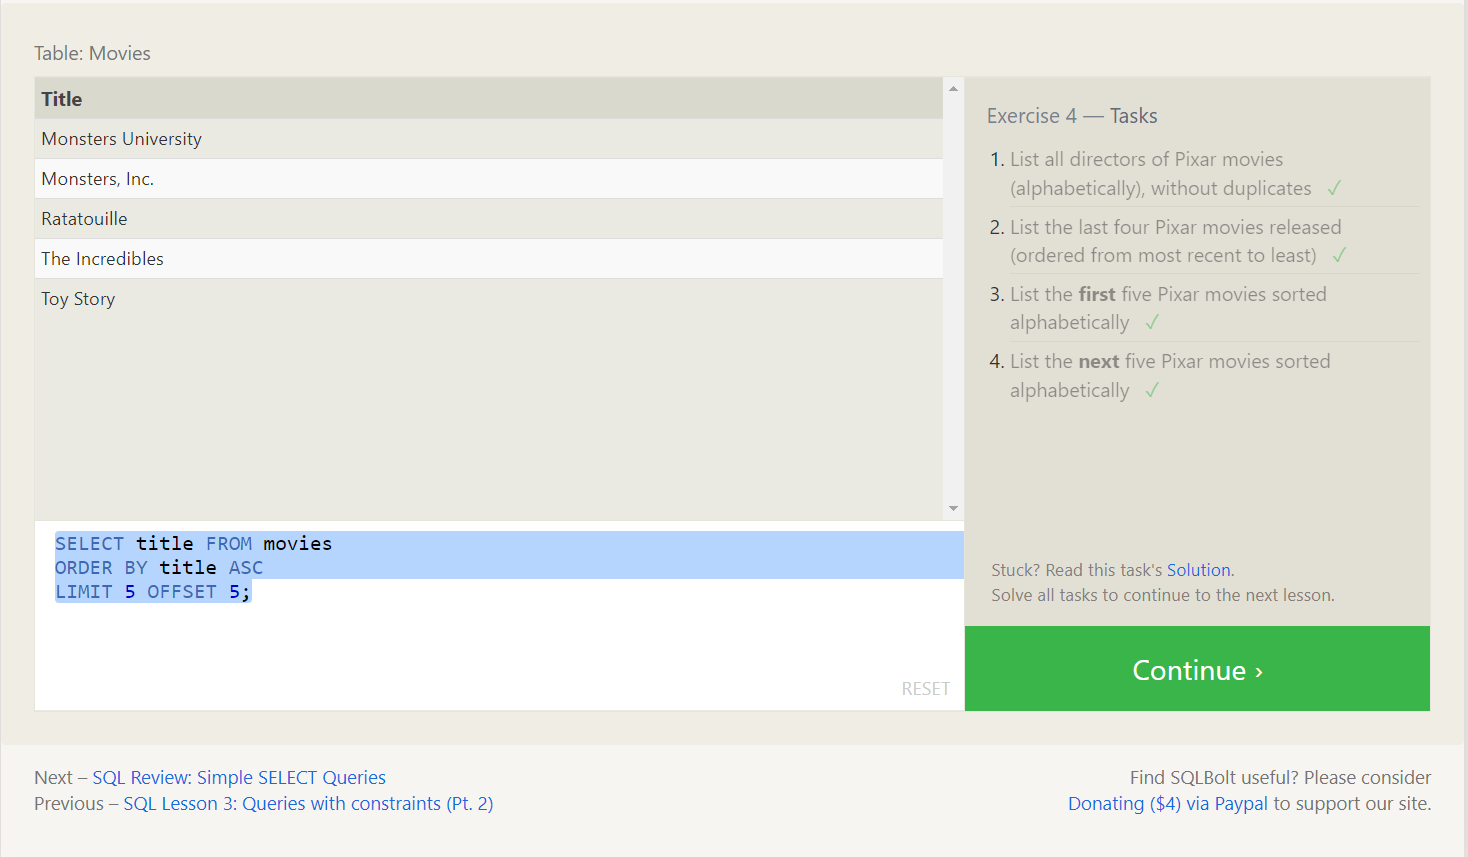 Table: Movies
Title
Monsters University
Monsters, Inc.
Ratatouille
The Incredibles
Toy Story
SELECT title FROM movies
ORDER BY title ASC
LIMIT 5 OFFSET 5;
RESET
Exercise 4 — Tasks
1. List all directors of Pixar movies
(alphabetically), without duplicates ✓
2. List the last four Pixar movies released
(ordered from most recent to least) ✓
3. List the first five Pixar movies sorted
alphabetically ✓
4. List the next five Pixar movies sorted
alphabetically ✓
Stuck? Read this task's Solution.
Solve all tasks to continue to the next lesson.
Continue ›
Next – SQL Review: Simple SELECT Queries
Previous – SQL Lesson 3: Queries with constraints (Pt. 2)
Find SQLBolt useful? Please consider
Donating ($4) via Paypal to support our site.